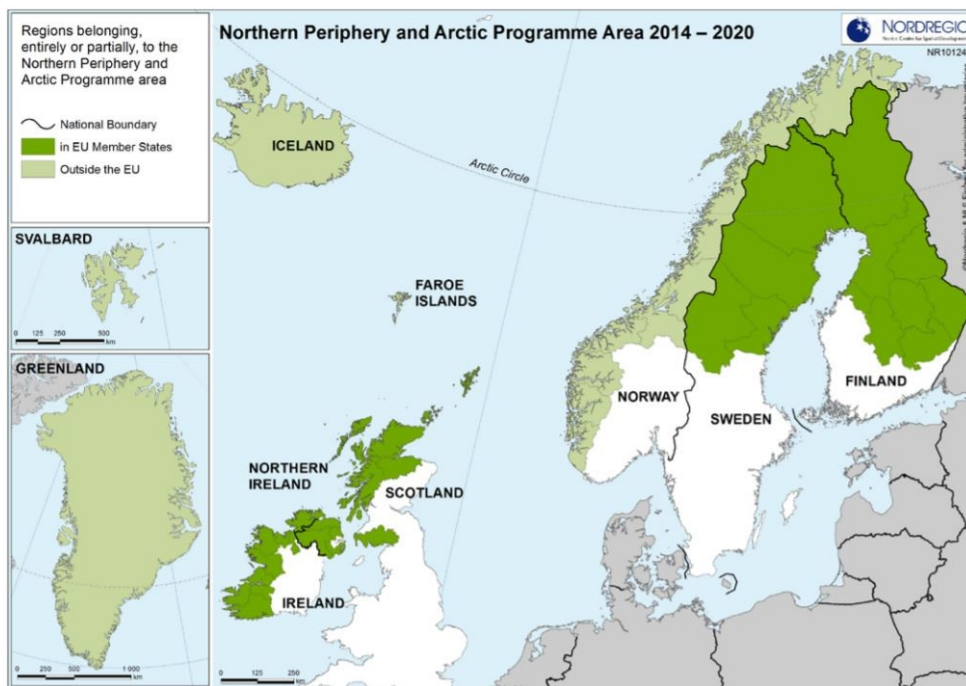 Regions belonging,
entirely or partially, to the
Northern Periphery and
Arctic Programme area
National Boundary
in EU Member States
Outside the EU
Northern Periphery and Arctic Programme Area 2014 – 2020
NORDREGIO
NR10124
ICELAND
Arctic Circle
SVALBARD
0 125 250 500
km
FAROE
ISLANDS
GREENLAND
0 250 500 1 000
km
NORWAY
SWEDEN
FINLAND
NORTHERN
IRELAND
SCOTLAND
IRELAND
0 125 250
km